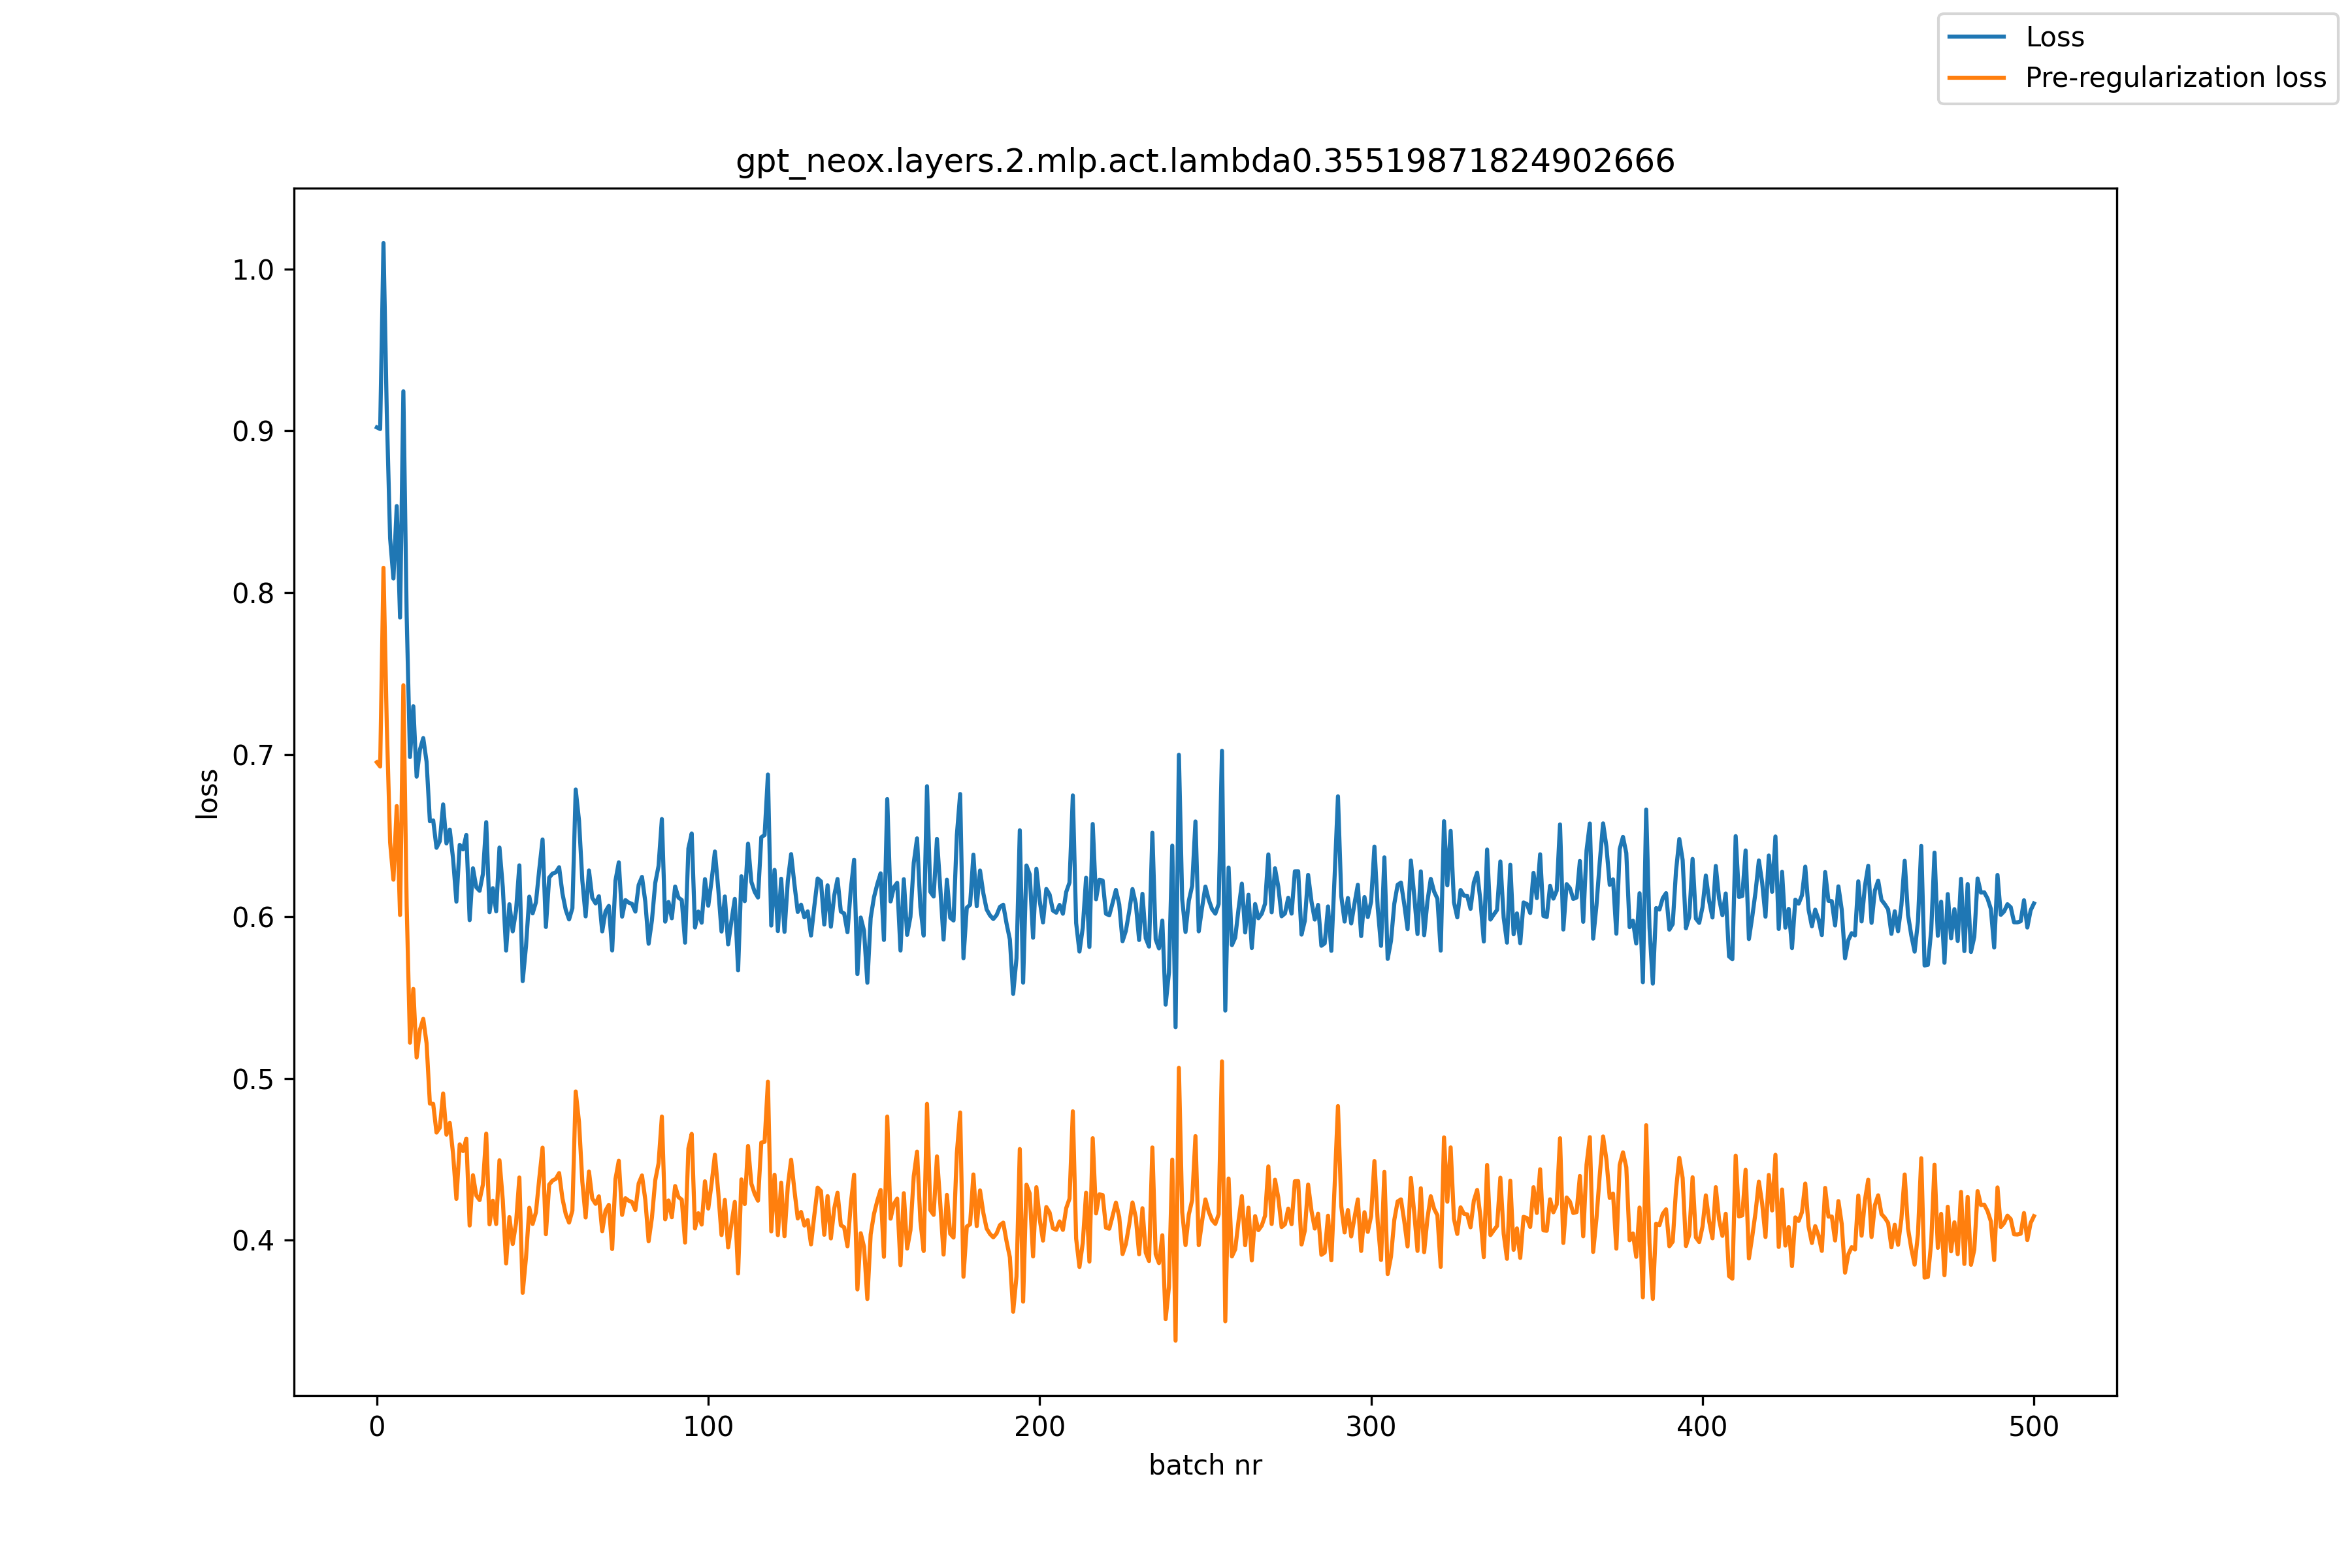 Loss
Pre-regularization loss
gpt_neox.layers.2.mlp.act.lambda0.35519871824902666
1.0
0.9
0.8
0.7
0.6
0.5
0.4
loss
0 100 200 300 400 500
batch nr